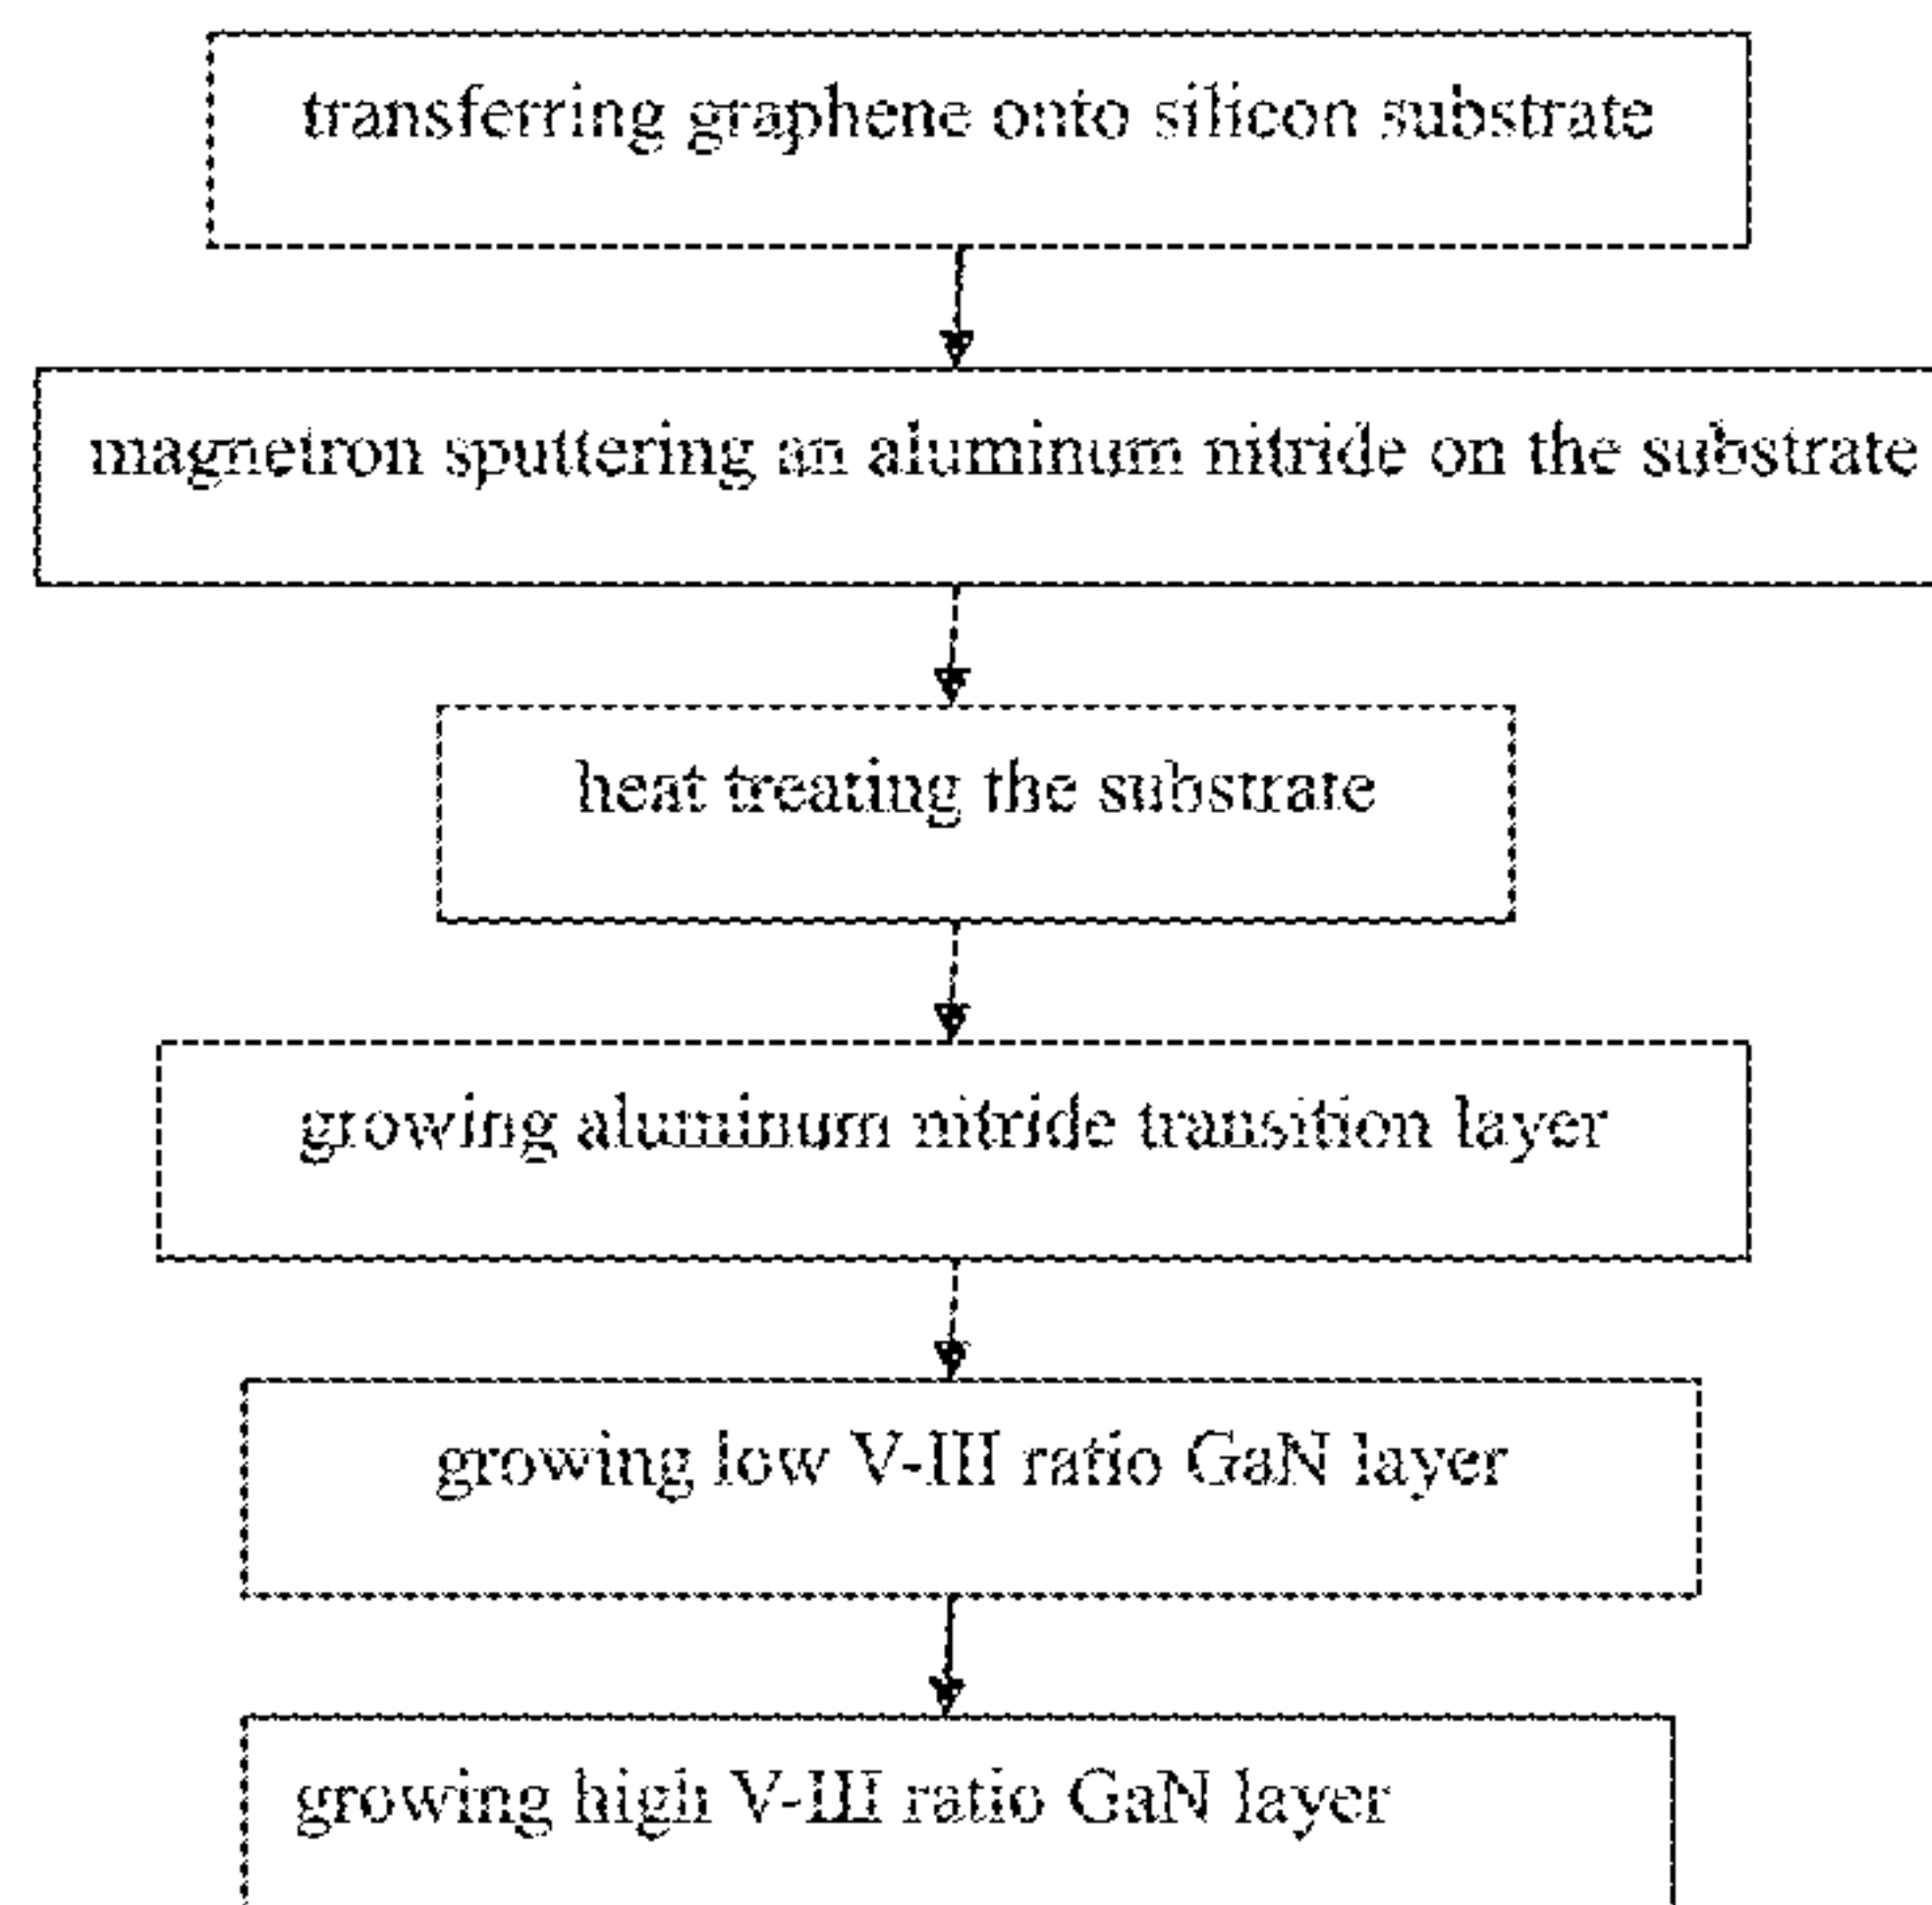 transferring graphene onto silicon substrate
magnetron sputtering an aluminum nitride on the substrate
heat treating the substrate
growing aluminum nitride transition layer
growing low V-III ratio GaN layer
growing high V-III ratio GaN layer